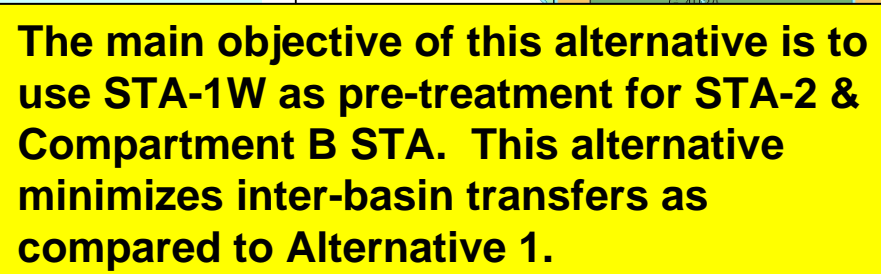 The main objective of this alternative is to
use STA-1W as pre-treatment for STA-2 &
Compartment B STA.  This alternative
minimizes inter-basin transfers as
compared to Alternative 1.